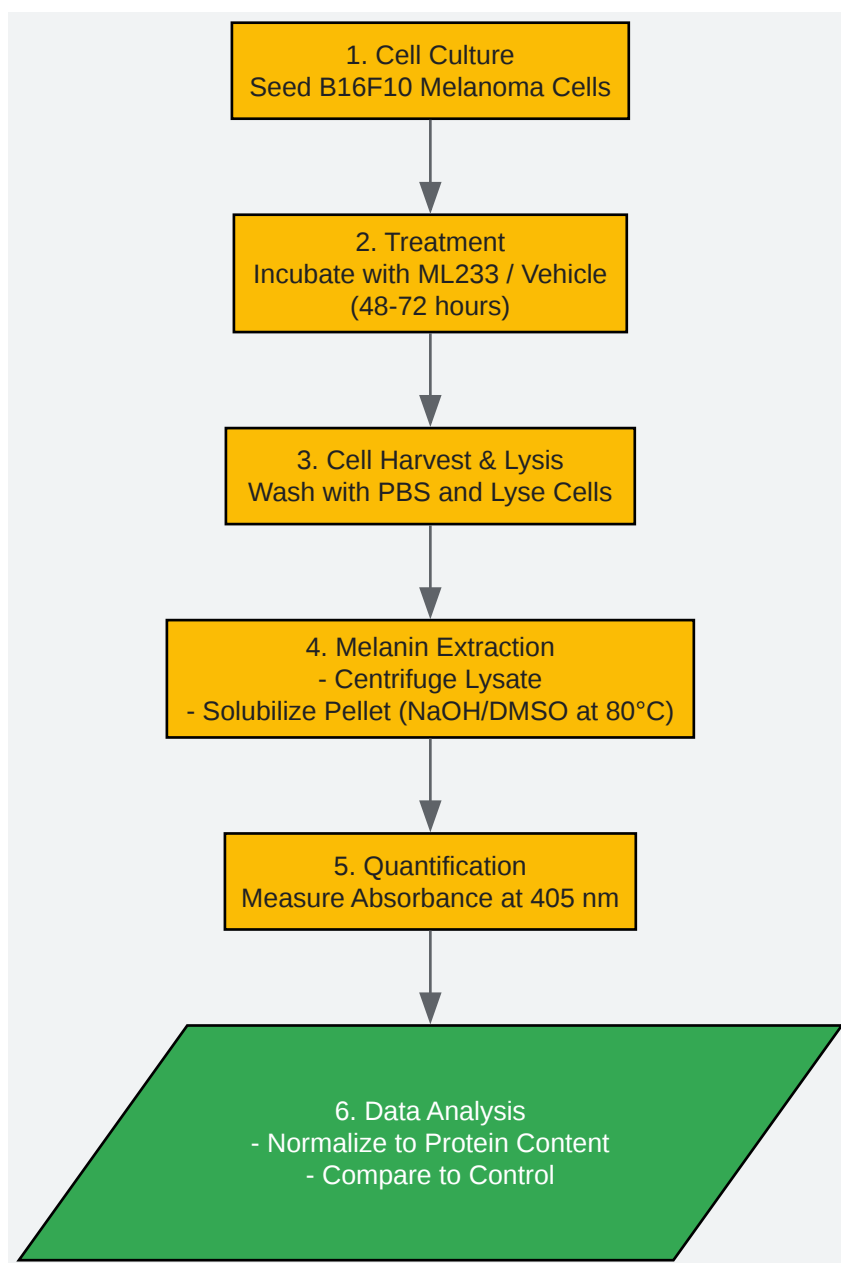 1. Cell Culture
Seed B16F10 Melanoma Cells
2. Treatment
Incubate with ML233 / Vehicle
(48-72 hours)
3. Cell Harvest & Lysis
Wash with PBS and Lyse Cells
4. Melanin Extraction
- Centrifuge Lysate
- Solubilize Pellet (NaOH/DMSO at 80°C)
5. Quantification
Measure Absorbance at 405 nm
6. Data Analysis
- Normalize to Protein Content
- Compare to Control